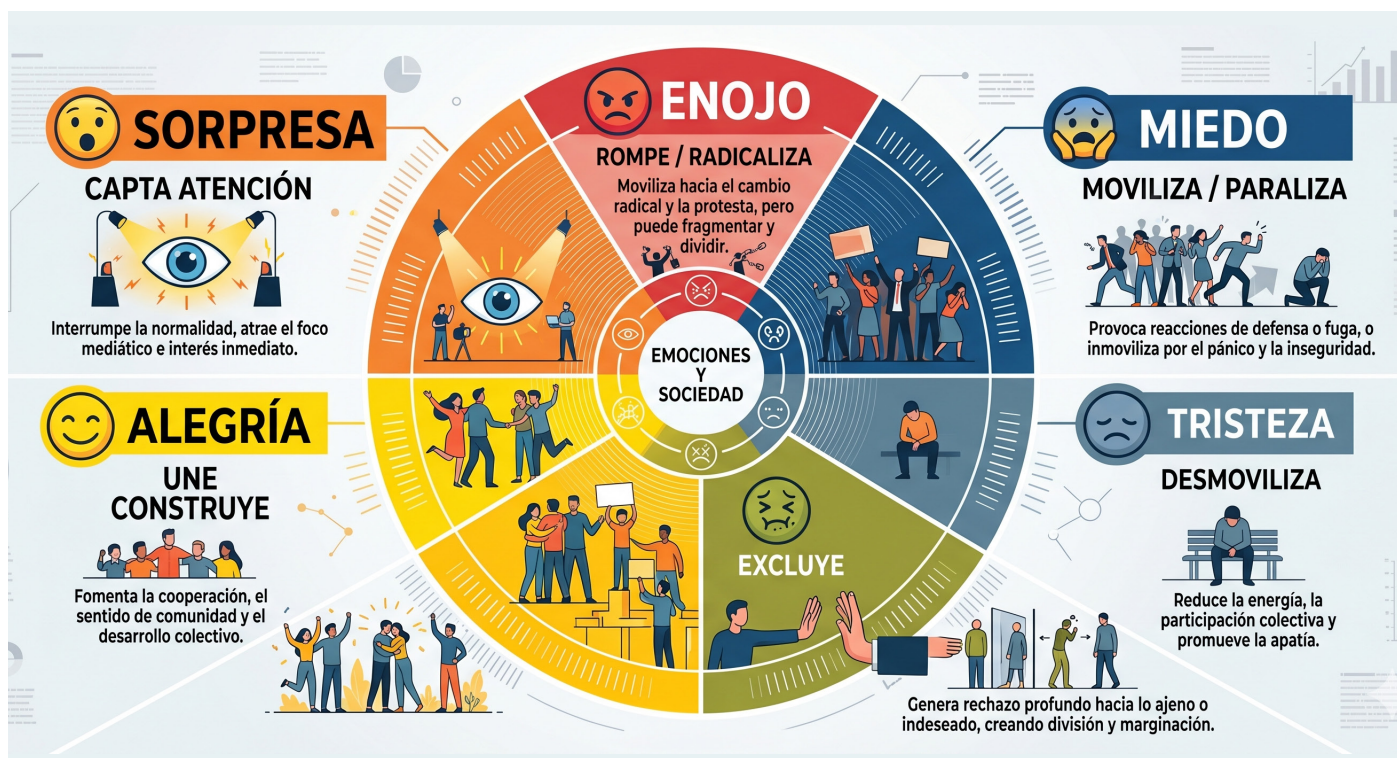 SORPRESA
CAPTA ATENCIÓN
Interrumpe la normalidad, atrae el foco
mediático e interés inmediato.
ENOJO
ROMPE / RADICALIZA
Moviliza hacia el cambio
radical y la protesta, pero
puede fragmentar y
dividir.
MIEDO
MOVILIZA / PARALIZA
Provoca reacciones de defensa o fuga, o
inmoviliza por el pánico y la inseguridad.
EMOCIONES
Y
SOCIEDAD
ALEGRÍA
UNE
CONSTRUYE
Fomenta la cooperación, el
sentido de comunidad y el
desarrollo colectivo.
EXCLUYE
Genera rechazo profundo hacia lo ajeno o
indeseado, creando división y marginación.
TRISTEZA
DESMOVILIZA
Reduce la energía, la
participación colectiva y
promueve la apatía.